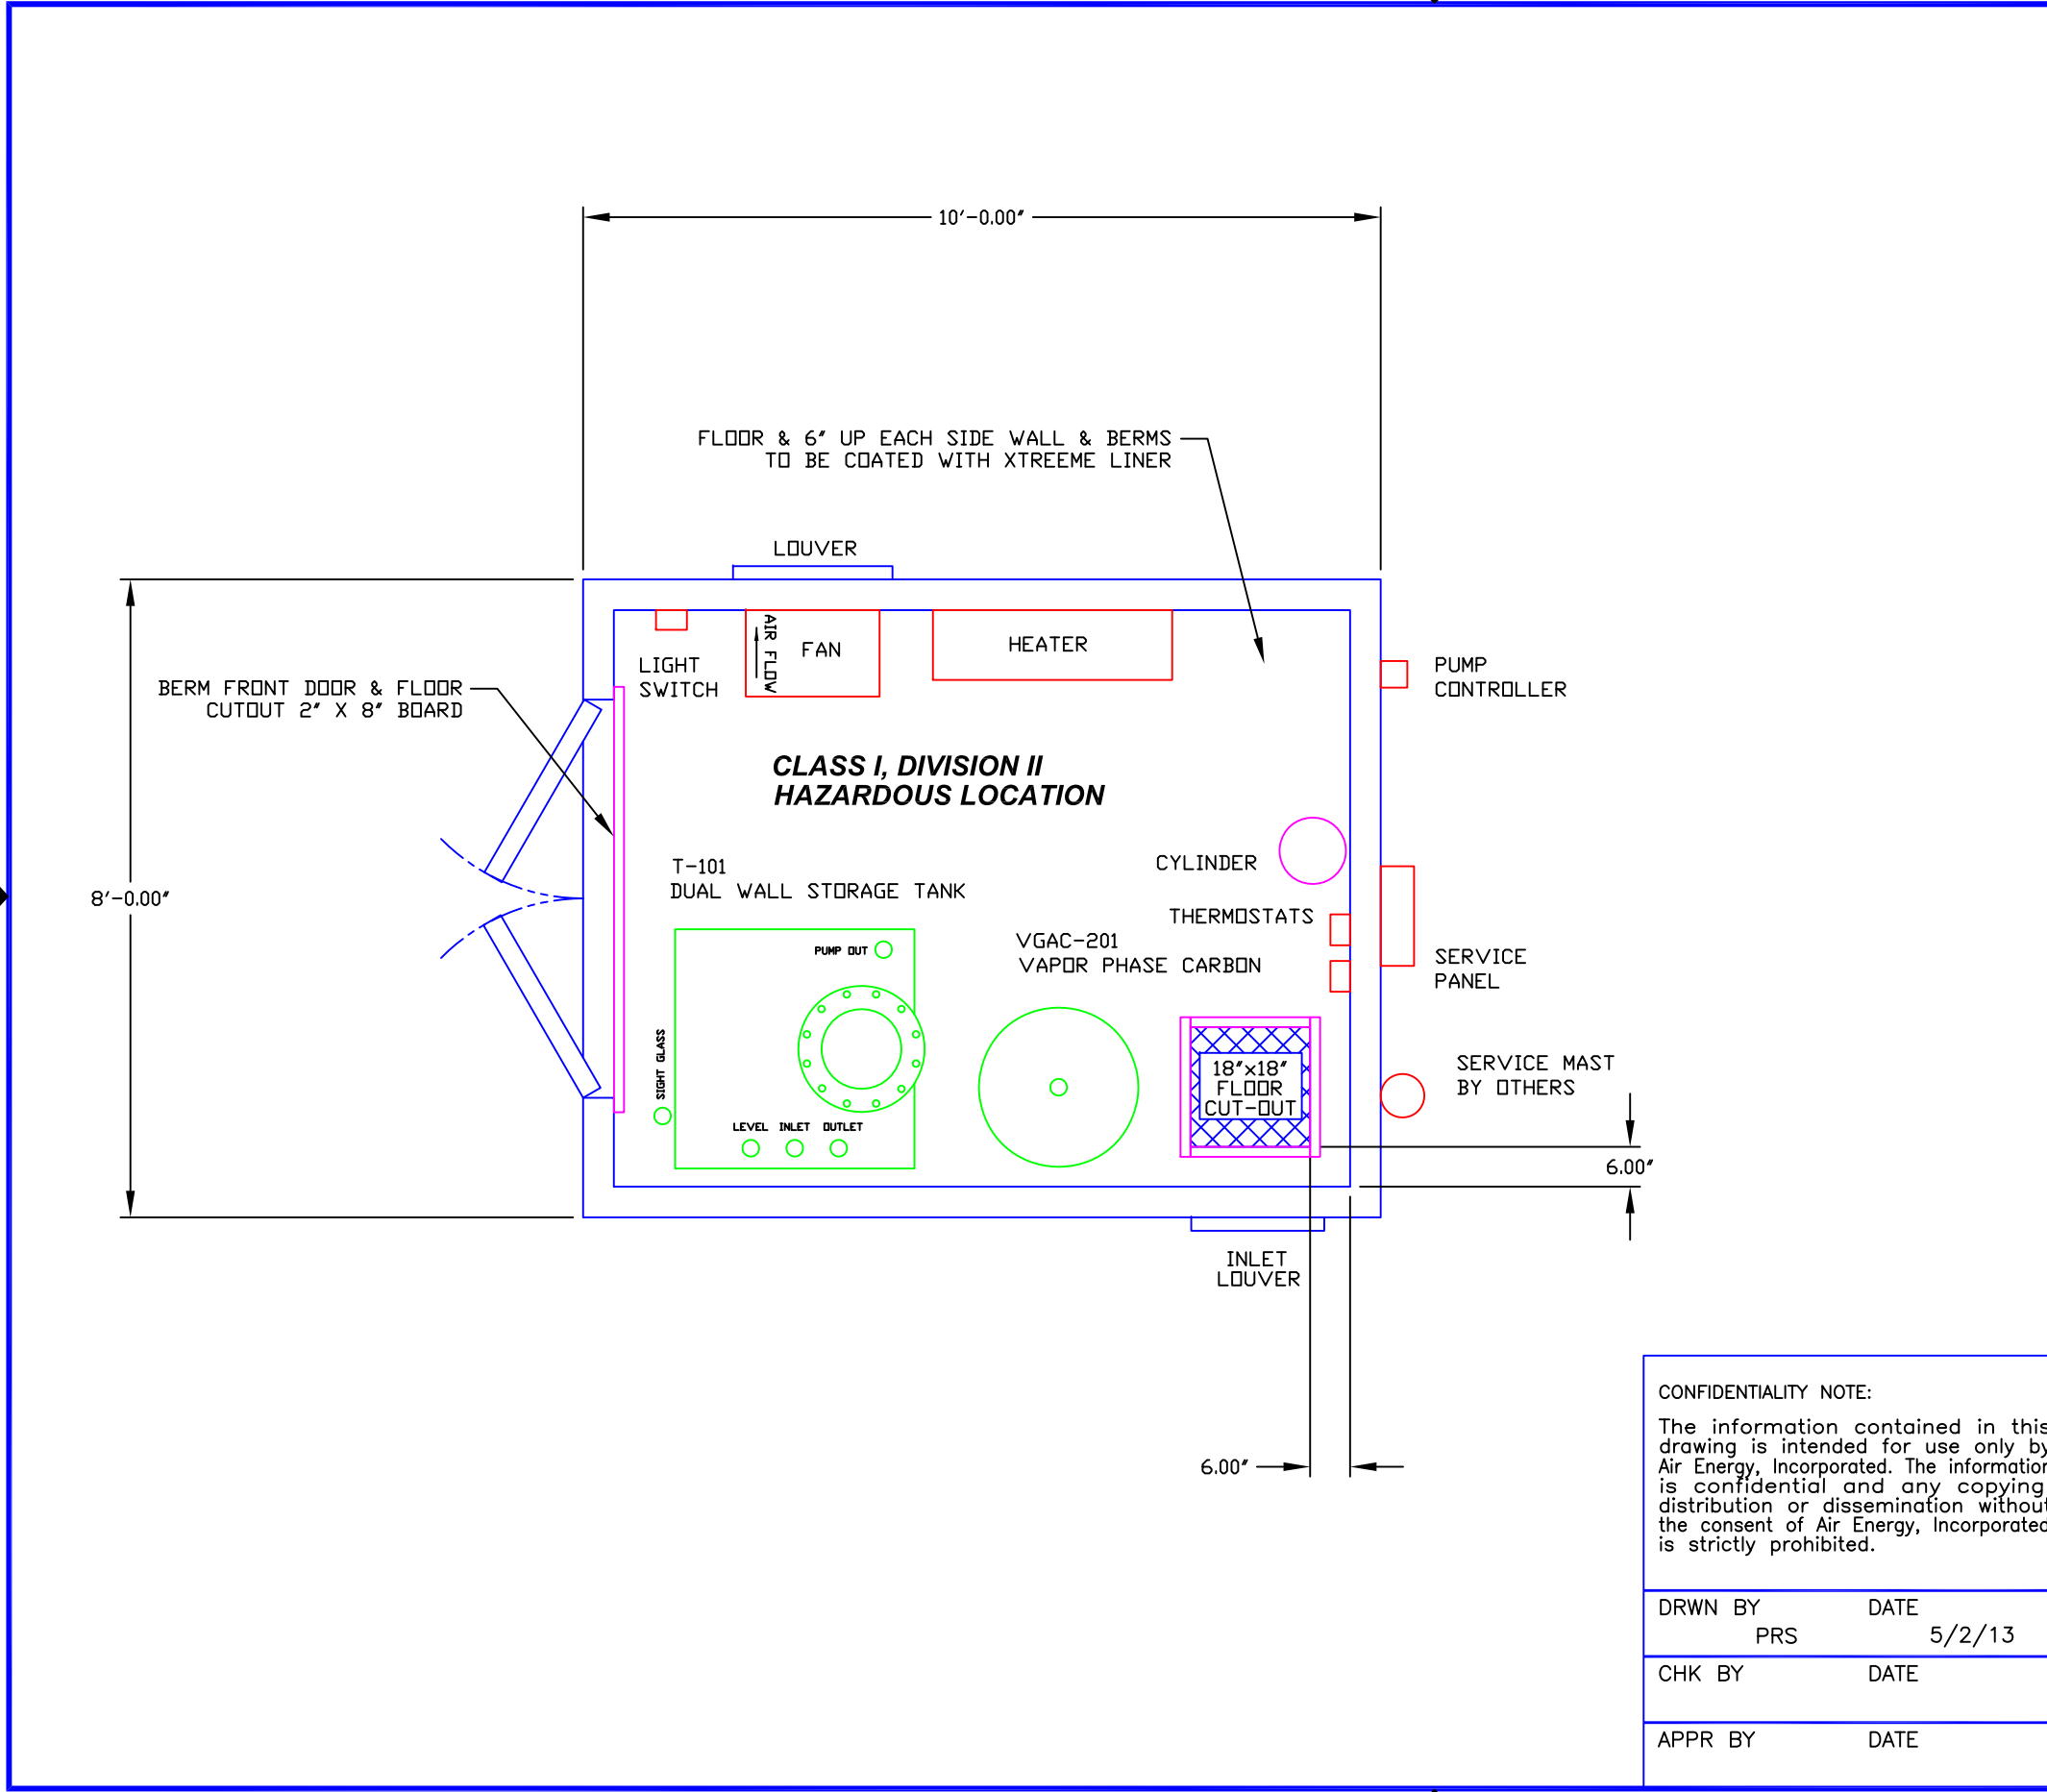 10'-0.00"
FLOOR & 6" UP EACH SIDE WALL & BERMS
TO BE COATED WITH XTREEME LINER
LOUVER
AIR FLOW
FAN
HEATER
LIGHT
SWITCH
PUMP
CONTROLLER
BERM FRONT DOOR & FLOOR
CUTOUT 2" X 8" BOARD
CLASS I, DIVISION II
HAZARDOUS LOCATION
T-101
DUAL WALL STORAGE TANK
CYLINDER
8'-0.00"
THERMOSTATS
PUMP OUT
VGAC-201
VAPOR PHASE CARBON
SERVICE
PANEL
SIGHT GLASS
18"x18"
FLOOR
CUT-OUT
SERVICE MAST
BY OTHERS
LEVEL INLET OUTLET
6.00"
INLET
LOUVER
6.00"
CONFIDENTIALITY NOTE:
The information contained in this
drawing is intended for use only by
Air Energy, Incorporated. The information
is confidential and any copying
distribution or dissemination without
the consent of Air Energy, Incorporated
is strictly prohibited.
DRWN BY DATE
PRS 5/2/13
CHK BY DATE
APPR BY DATE